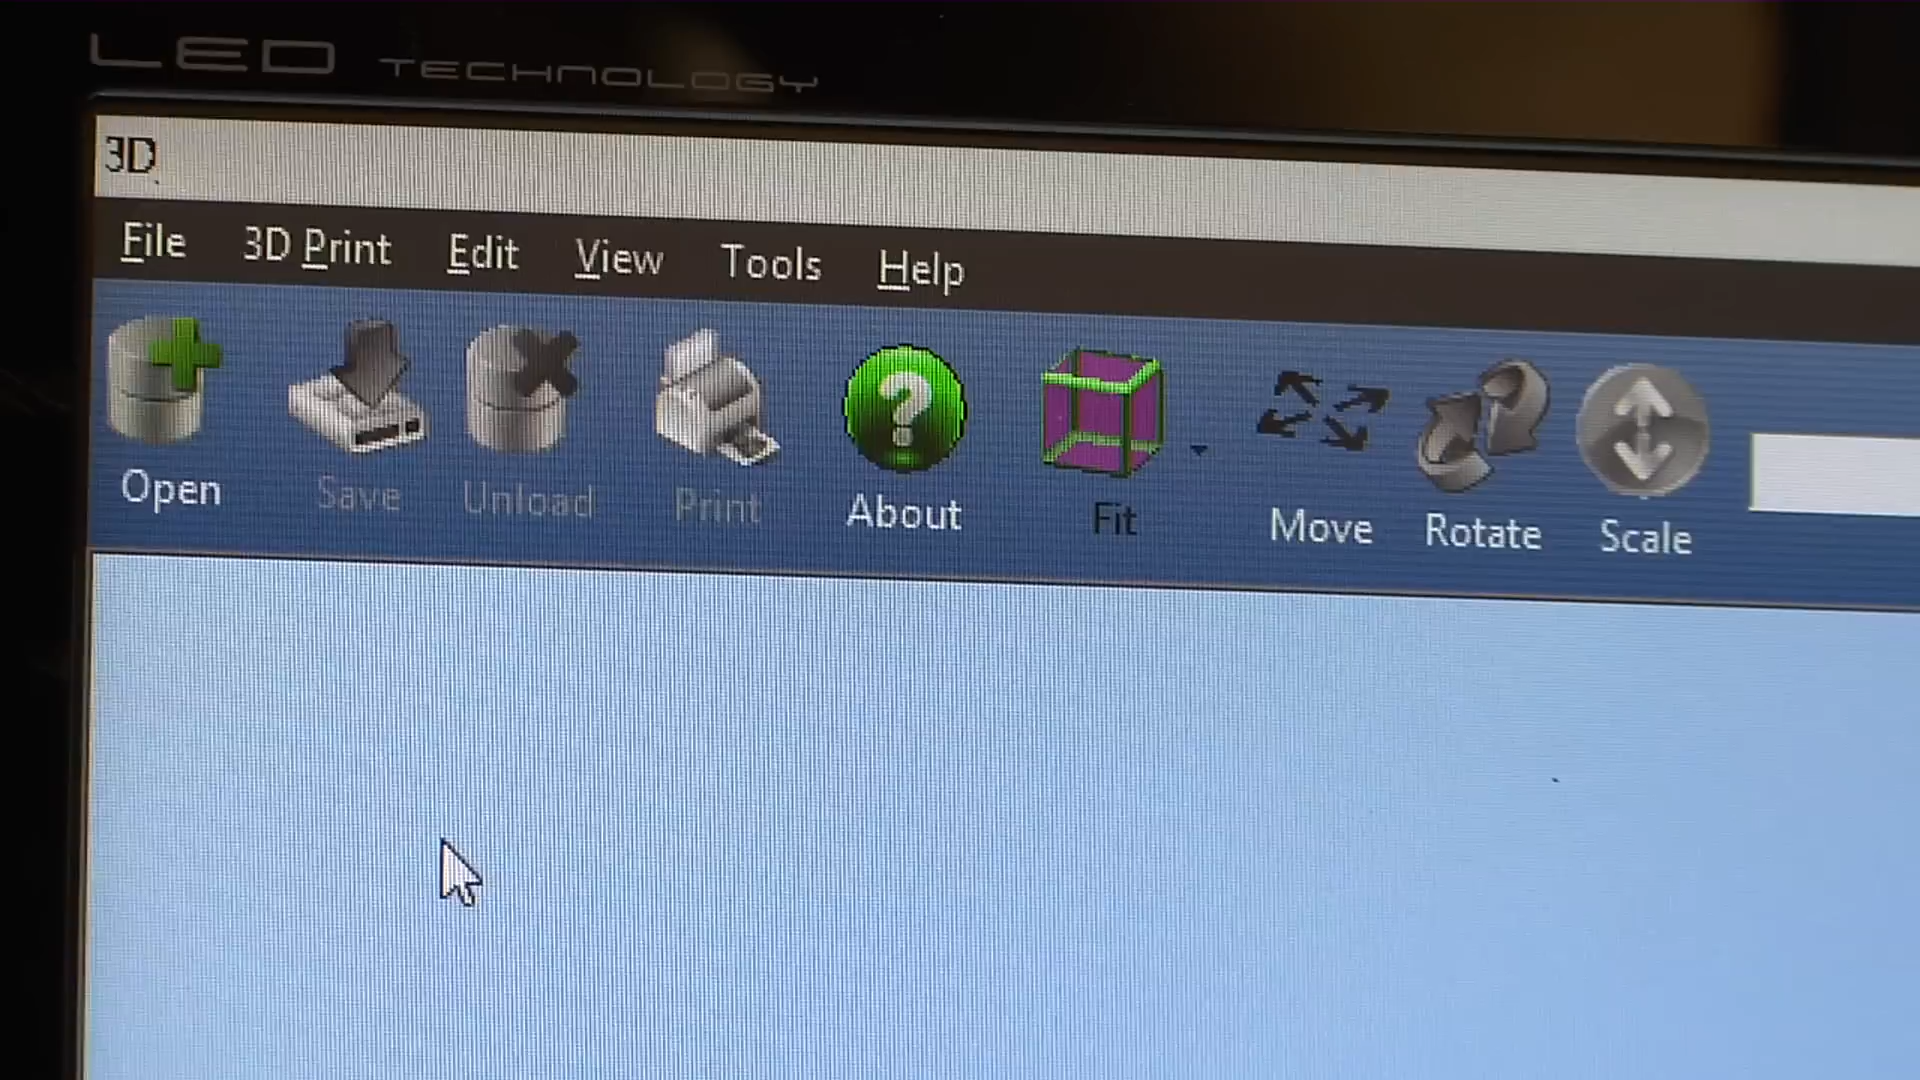 LED TECHNOLOGY
3D
File 3D Print Edit View Tools Help
Open Save Unload Print About Fit Move Rotate Scale